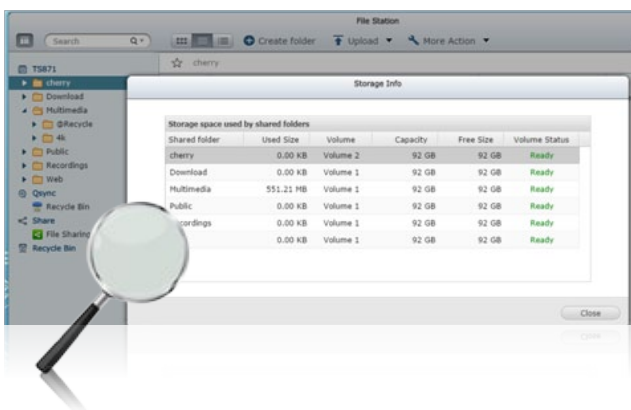 File Station
Search
Create folder
Upload
More Action
TS871
cherry
cherry
Download
Multimedia
@Recycle
4k
Public
Recordings
Web
Qsync
Recycle Bin
Share
File Sharing
Recycle Bin
Storage Info
Storage space used by shared folders
Shared folder Used Size Volume Capacity Free Size Volume Status
cherry 0.00 KB Volume 2 92 GB 92 GB Ready
Download 0.00 KB Volume 1 92 GB 92 GB Ready
Multimedia 551.21 MB Volume 1 92 GB 92 GB Ready
Public 0.00 KB Volume 1 92 GB 92 GB Ready
cordings 0.00 KB Volume 1 92 GB 92 GB Ready
0.00 KB Volume 1 92 GB 92 GB Ready
Close